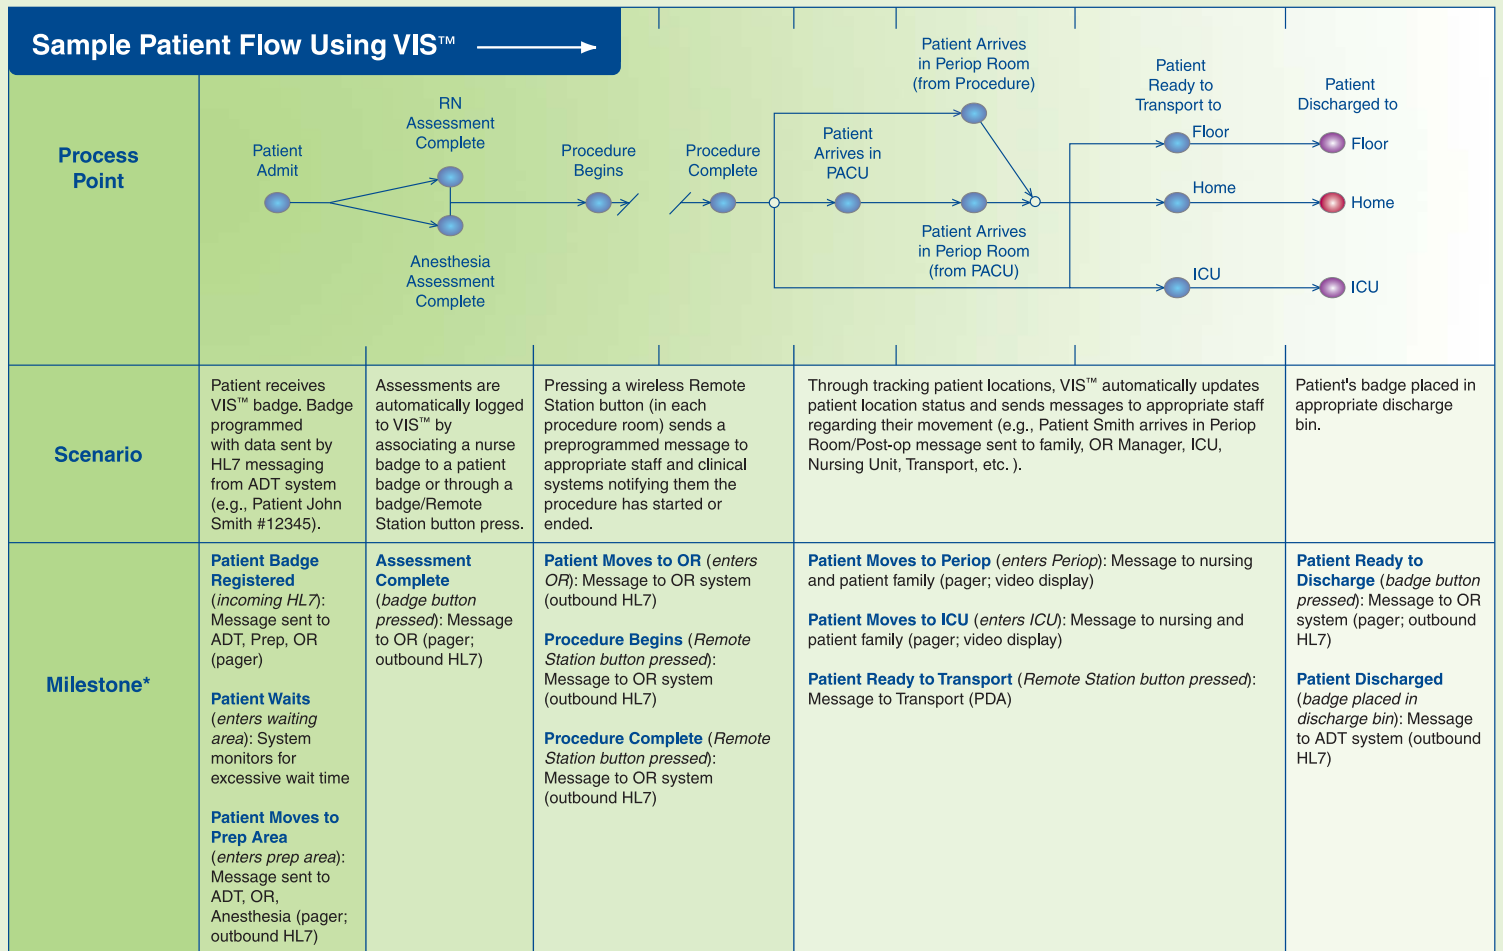 Sample Patient Flow Using VIS™
Process
Point
Patient
Admit
RN
Assessment
Complete
Anesthesia
Assessment
Complete
Procedure
Begins
Procedure
Complete
Patient
Arrives in
PACU
Patient Arrives
in Periop Room
(from Procedure)
Patient Arrives
in Periop Room
(from PACU)
Patient
Ready to
Transport to
Floor
Home
ICU
Patient
Discharged to
Floor
Home
ICU
Scenario
Patient receives
VIS™ badge. Badge
programmed
with data sent by
HL7 messaging
from ADT system
(e.g., Patient John
Smith #12345).
Assessments are
automatically logged
to VIS™ by
associating a nurse
badge to a patient
badge or through a
badge/Remote
Station button press.
Pressing a wireless Remote
Station button (in each
procedure room) sends a
preprogrammed message to
appropriate staff and clinical
systems notifying them the
procedure has started or
ended.
Through tracking patient locations, VIS™ automatically updates
patient location status and sends messages to appropriate staff
regarding their movement (e.g., Patient Smith arrives in Periop
Room/Post-op message sent to family, OR Manager, ICU,
Nursing Unit, Transport, etc. ).
Patient's badge placed in
appropriate discharge
bin.
Milestone*
Patient Badge
Registered
(incoming HL7):
Message sent to
ADT, Prep, OR
(pager)
Patient Waits
(enters waiting
area): System
monitors for
excessive wait time
Patient Moves to
Prep Area
(enters prep area):
Message sent to
ADT, OR,
Anesthesia (pager;
outbound HL7)
Assessment
Complete
(badge button
pressed): Message
to OR (pager;
outbound HL7)
Patient Moves to OR (enters
OR): Message to OR system
(outbound HL7)
Procedure Begins (Remote
Station button pressed):
Message to OR system
(outbound HL7)
Procedure Complete (Remote
Station button pressed):
Message to OR system
(outbound HL7)
Patient Moves to Periop (enters Periop): Message to nursing
and patient family (pager; video display)
Patient Moves to ICU (enters ICU): Message to nursing and
patient family (pager; video display)
Patient Ready to Transport (Remote Station button pressed):
Message to Transport (PDA)
Patient Ready to
Discharge (badge button
pressed): Message to OR
system (pager; outbound
HL7)
Patient Discharged
(badge placed in
discharge bin): Message
to ADT system (outbound
HL7)